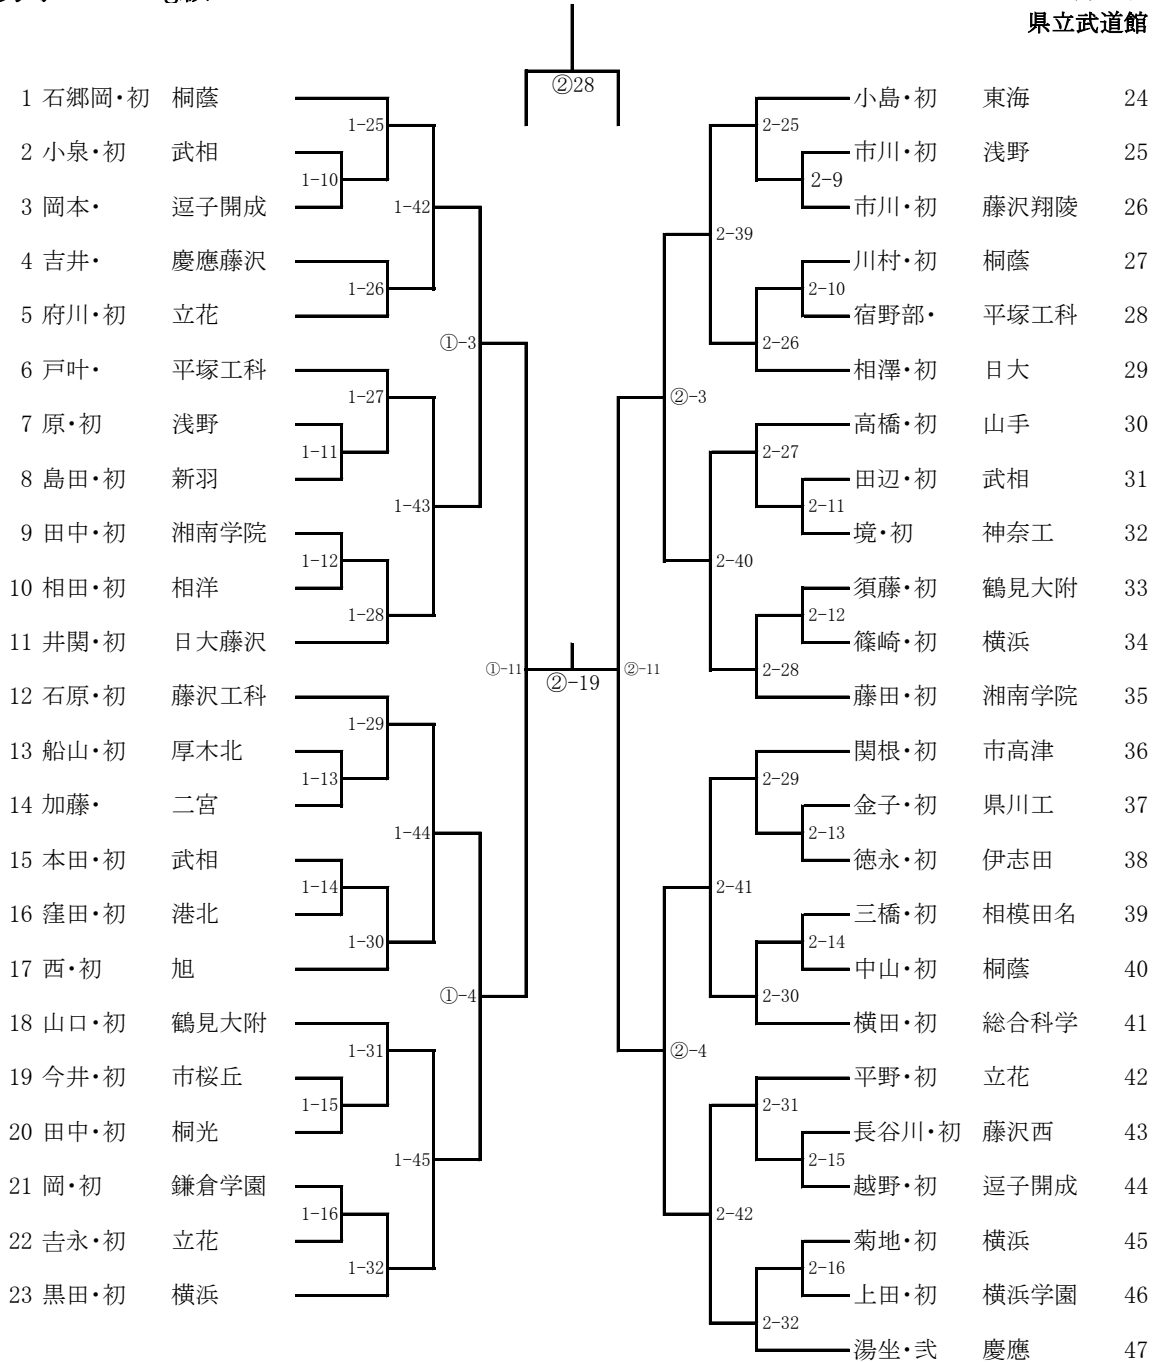 県立武道館
②28
1 石郷岡・初 桐蔭
2 小泉・初 武相
3 岡本・ 逗子開成
4 吉井・ 慶應藤沢
5 府川・初 立花
6 戸叶・ 平塚工科
7 原・初 浅野
8 島田・初 新羽
9 田中・初 湘南学院
10 相田・初 相洋
11 井関・初 日大藤沢
12 石原・初 藤沢工科
13 船山・初 厚木北
14 加藤・ 二宮
15 本田・初 武相
16 窪田・初 港北
17 西・初 旭
18 山口・初 鶴見大附
19 今井・初 市桜丘
20 田中・初 桐光
21 岡・初 鎌倉学園
22 𠮷永・初 立花
23 黒田・初 横浜
1-25
1-10
1-42
1-26
①-3
1-27
1-11
1-43
1-12
1-28
①-11
1-29
1-13
1-44
1-14
1-30
①-4
1-31
1-15
1-45
1-16
1-32
②-19
小島・初 東海 24
市川・初 浅野 25
市川・初 藤沢翔陵 26
川村・初 桐蔭 27
宿野部・ 平塚工科 28
相澤・初 日大 29
高橋・初 山手 30
田辺・初 武相 31
境・初 神奈工 32
須藤・初 鶴見大附 33
篠崎・初 横浜 34
藤田・初 湘南学院 35
関根・初 市高津 36
金子・初 県川工 37
徳永・初 伊志田 38
三橋・初 相模田名 39
中山・初 桐蔭 40
横田・初 総合科学 41
平野・初 立花 42
長谷川・初 藤沢西 43
越野・初 逗子開成 44
菊地・初 横浜 45
上田・初 横浜学園 46
湯坐・弐 慶應 47
2-25
2-9
2-39
2-10
2-26
②-3
2-27
2-11
2-40
2-12
2-28
②-11
2-29
2-13
2-41
2-14
2-30
②-4
2-31
2-15
2-42
2-16
2-32